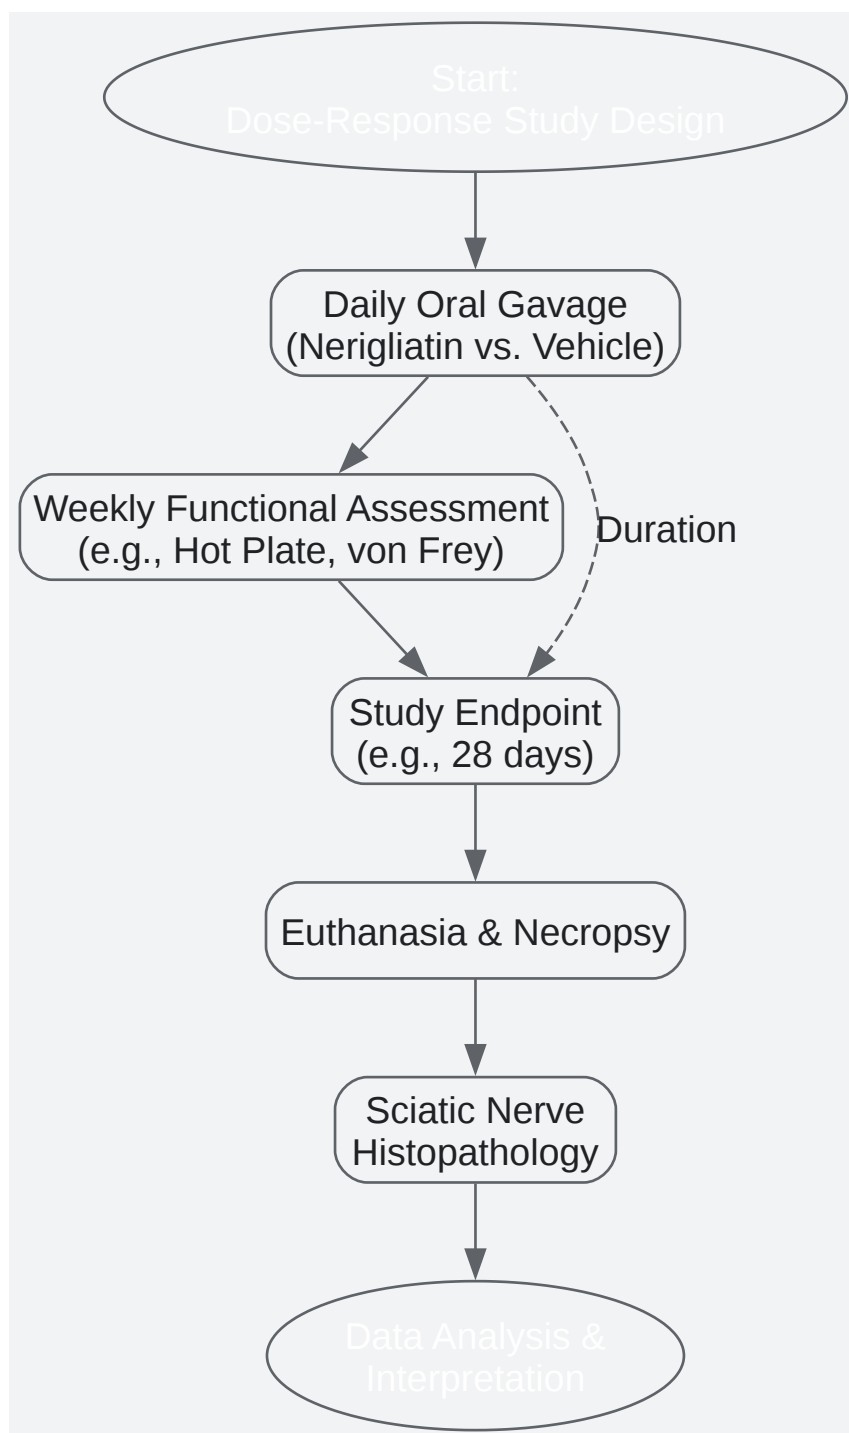 Start:
Dose-Response Study Design
Daily Oral Gavage
(Nerigliatin vs. Vehicle)
Weekly Functional Assessment
(e.g., Hot Plate, von Frey)
Duration
Study Endpoint
(e.g., 28 days)
Euthanasia & Necropsy
Sciatic Nerve
Histopathology
Data Analysis &
Interpretation